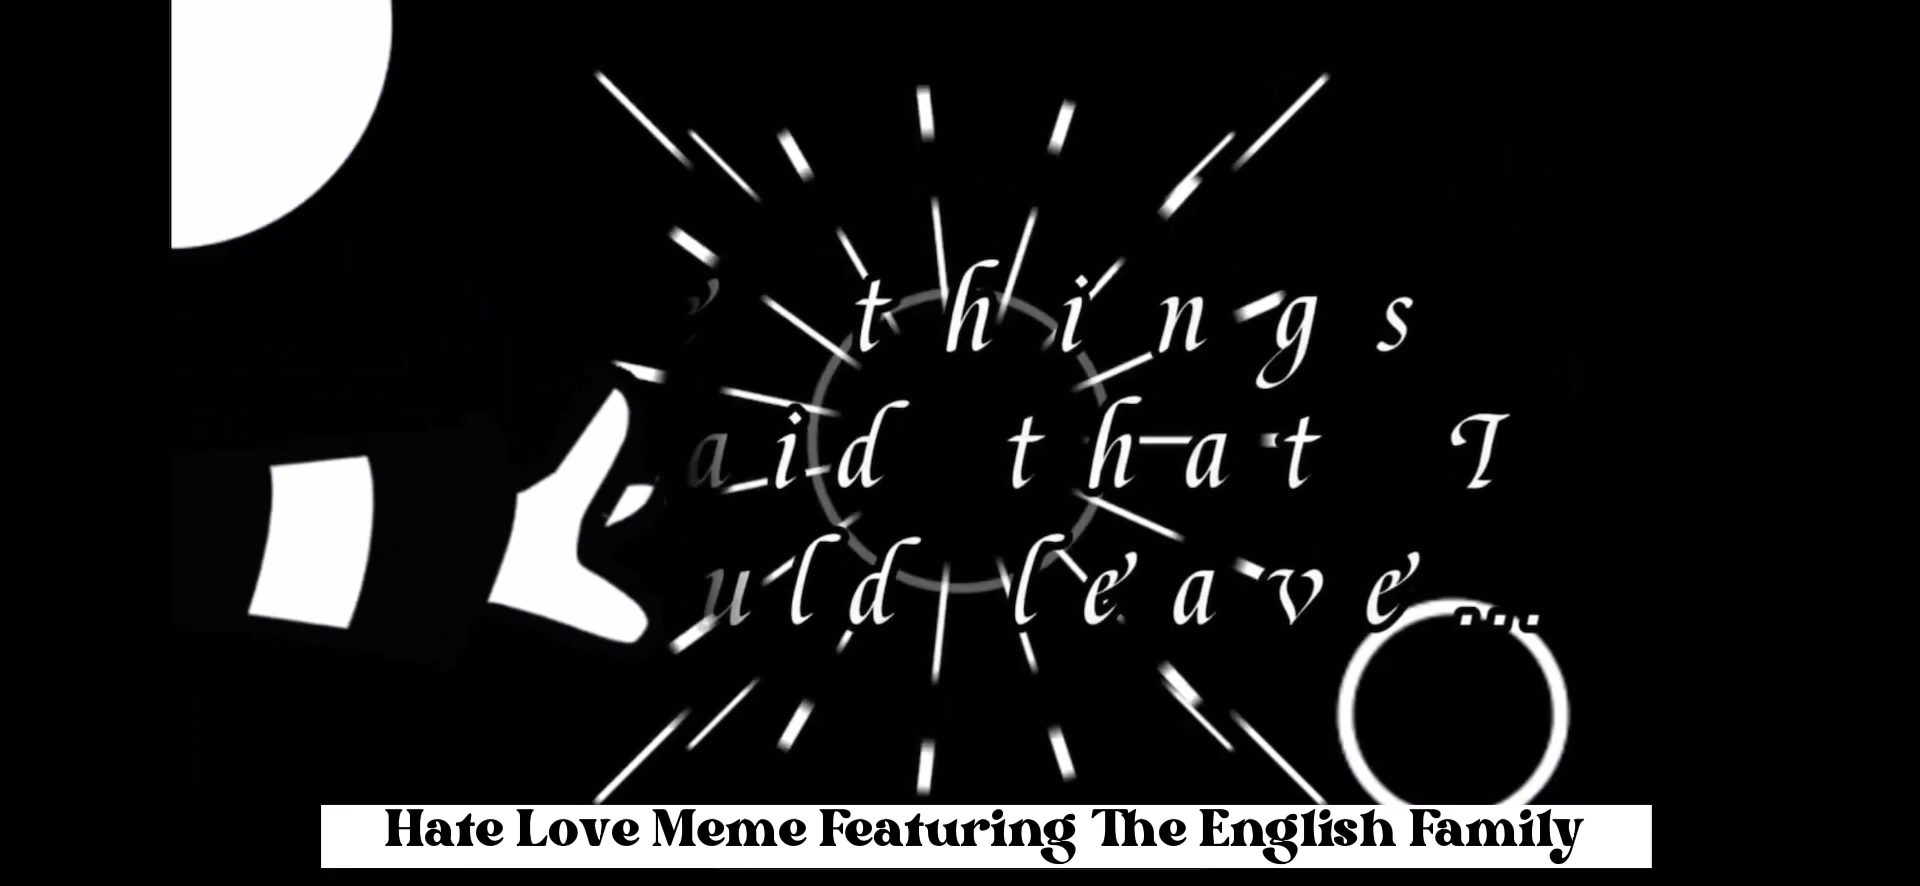 things
aid that I
uld leave...
Hate Love Meme Featuring The English Family